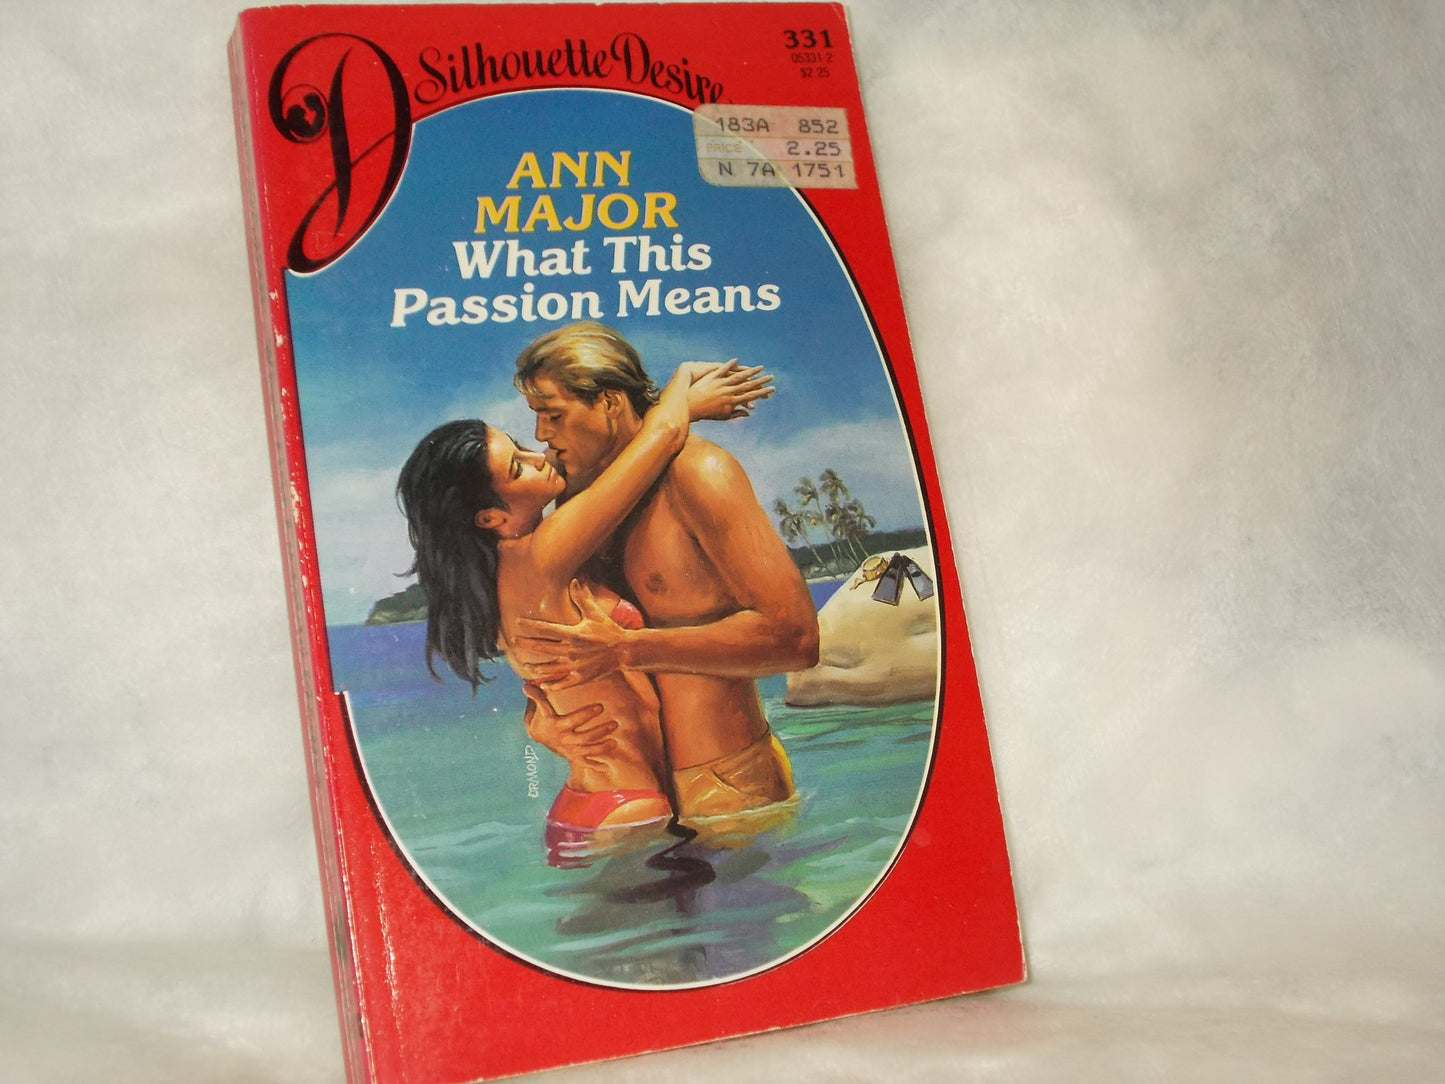 D
Silhouette Desire
331
05331-2
$2.25
183A 852
PRICE 2.25
N 7A 1751
ANN
MAJOR
What This
Passion Means
ORMOND